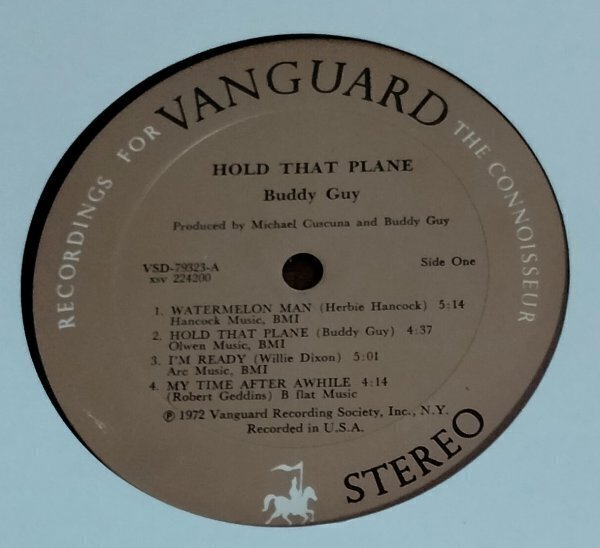 RECORDINGS FOR VANGUARD THE CONNOISSEUR
HOLD THAT PLANE
Buddy Guy
Produced by Michael Cuscuna and Buddy Guy
VSD-79323-A
XSV 224200
Side One
1. WATERMELON MAN (Herbie Hancock) 5:14
Hancock Music, BMI
2. HOLD THAT PLANE (Buddy Guy) 4:37
Olwen Music, BMI
3. I'M READY (Willie Dixon) 5:01
Arc Music, BMI
4. MY TIME AFTER AWHILE 4:14
(Robert Geddins) B flat Music
℗ 1972 Vanguard Recording Society, Inc., N.Y.
Recorded in U.S.A.
STEREO